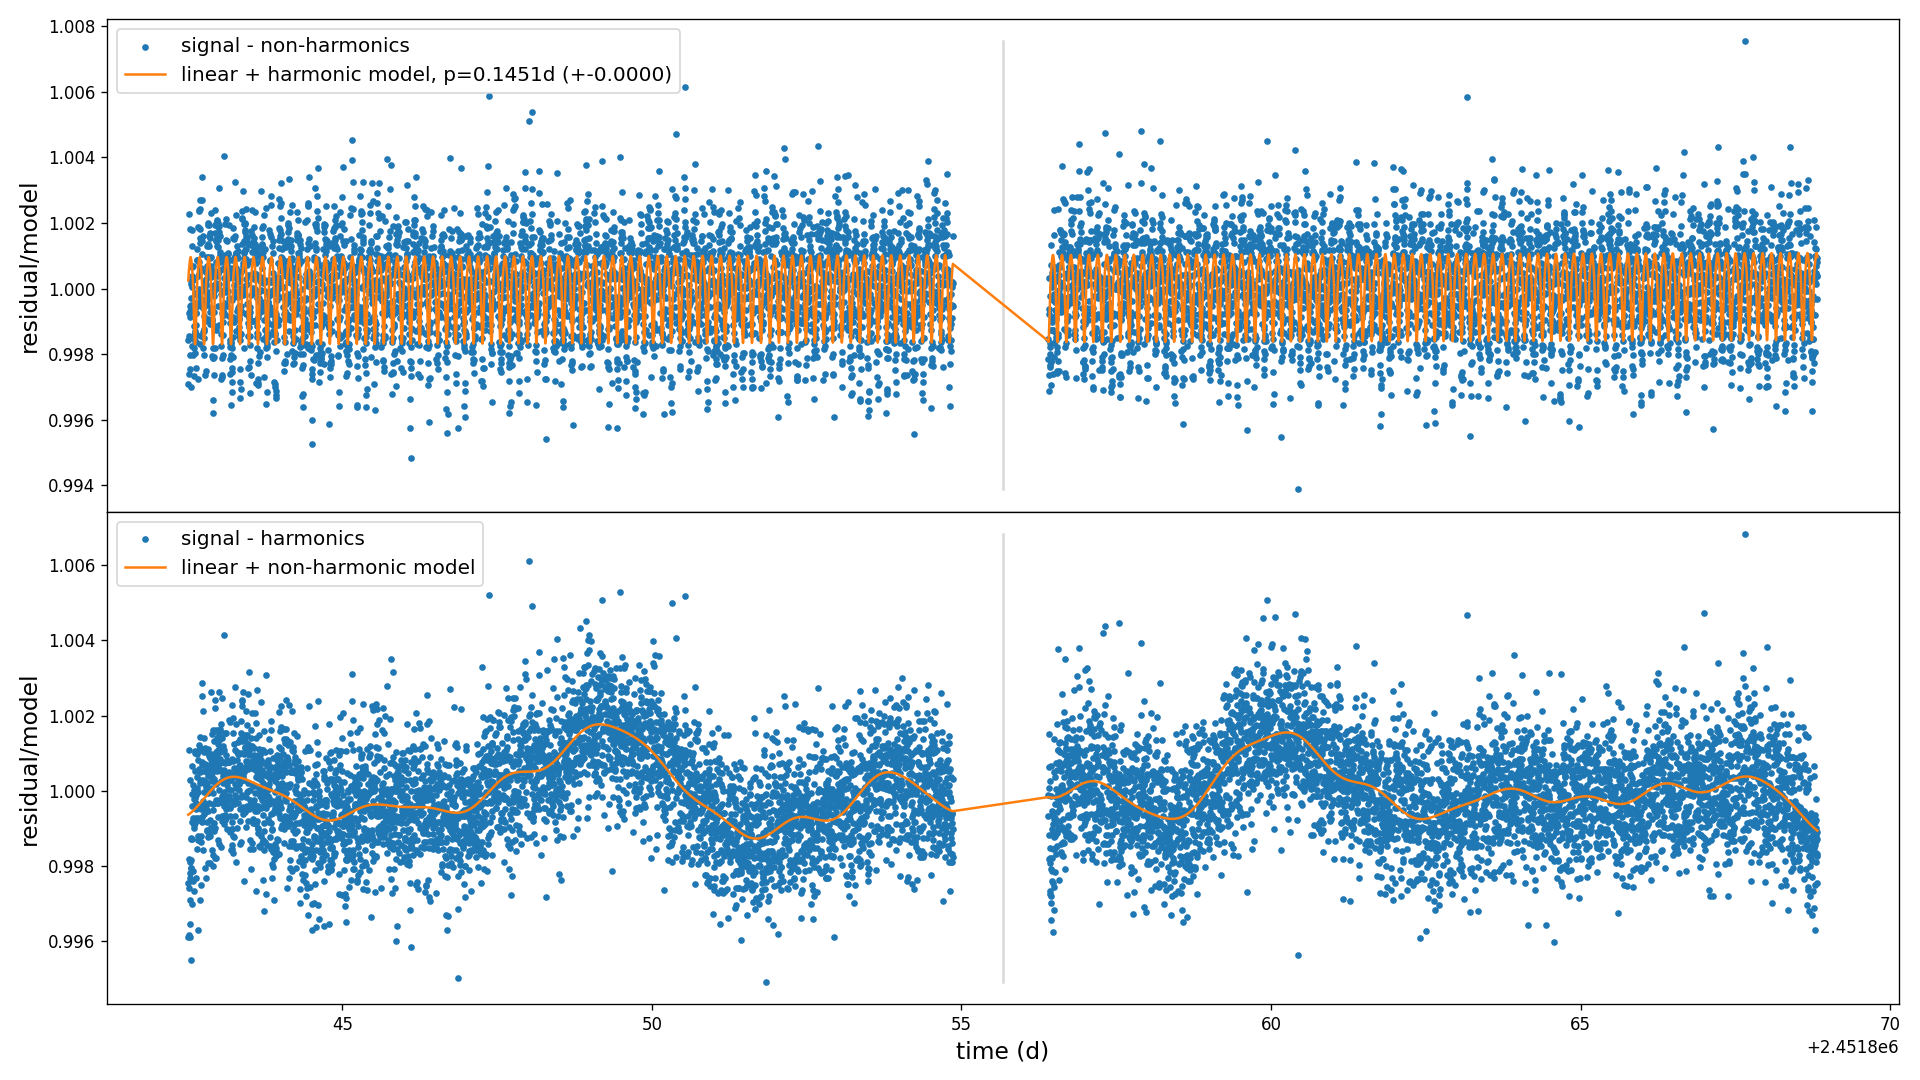 1.008
1.006
1.004
1.002
1.000
0.998
0.996
0.994
residual/model
signal - non-harmonics
linear + harmonic model, p=0.1451d (+-0.0000)
1.006
1.004
1.002
1.000
0.998
0.996
residual/model
signal - harmonics
linear + non-harmonic model
45 50 55 60 65 70
time (d)
+2.4518e6